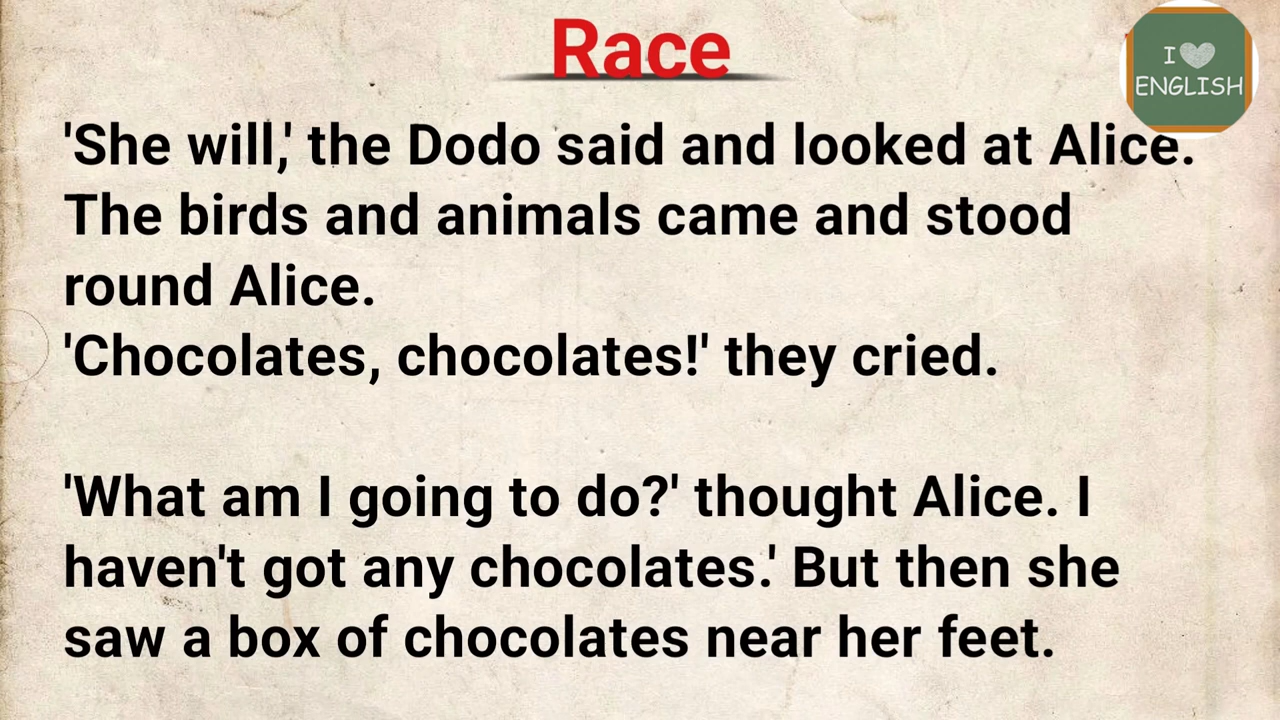 Race
I
ENGLISH
'She will,' the Dodo said and looked at Alice.
The birds and animals came and stood
round Alice.
'Chocolates, chocolates!' they cried.
'What am I going to do?' thought Alice. I
haven't got any chocolates.' But then she
saw a box of chocolates near her feet.